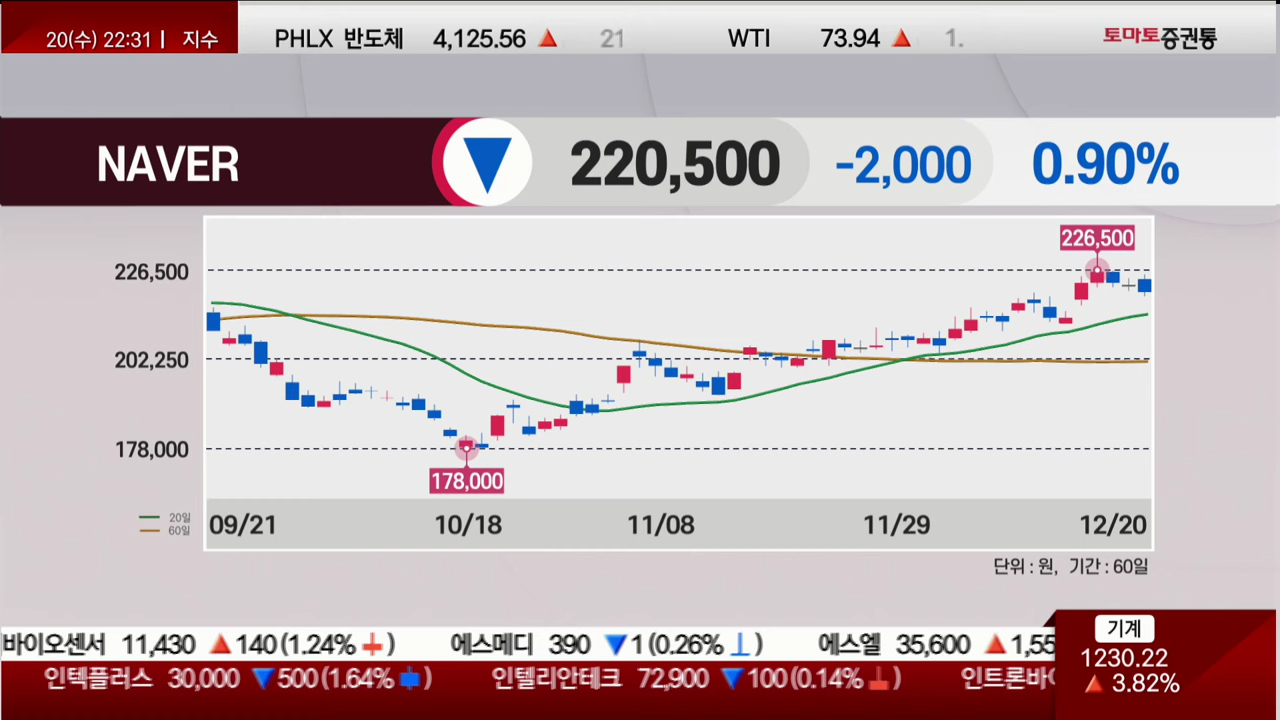 20(수) 22:31 | 지수 PHLX 반도체 4,125.56 ▲ 21 WTI 73.94 ▲ 1. 토마토증권통
NAVER ▼ 220,500 -2,000 0.90%
226,500
226,500
202,250
178,000
178,000
20일
60일
09/21 10/18 11/08 11/29 12/20
단위 : 원, 기간 : 60일
바이오센서 11,430 ▲ 140 (1.24% ) 에스메디 390 ▼ 1 (0.26% ) 에스엘 35,600 ▲ 1,55
인텍플러스 30,000 ▼ 500 (1.64% ) 인텔리안테크 72,900 ▼ 100 (0.14% ) 인트론바이
기계
1230.22
▲ 3.82%